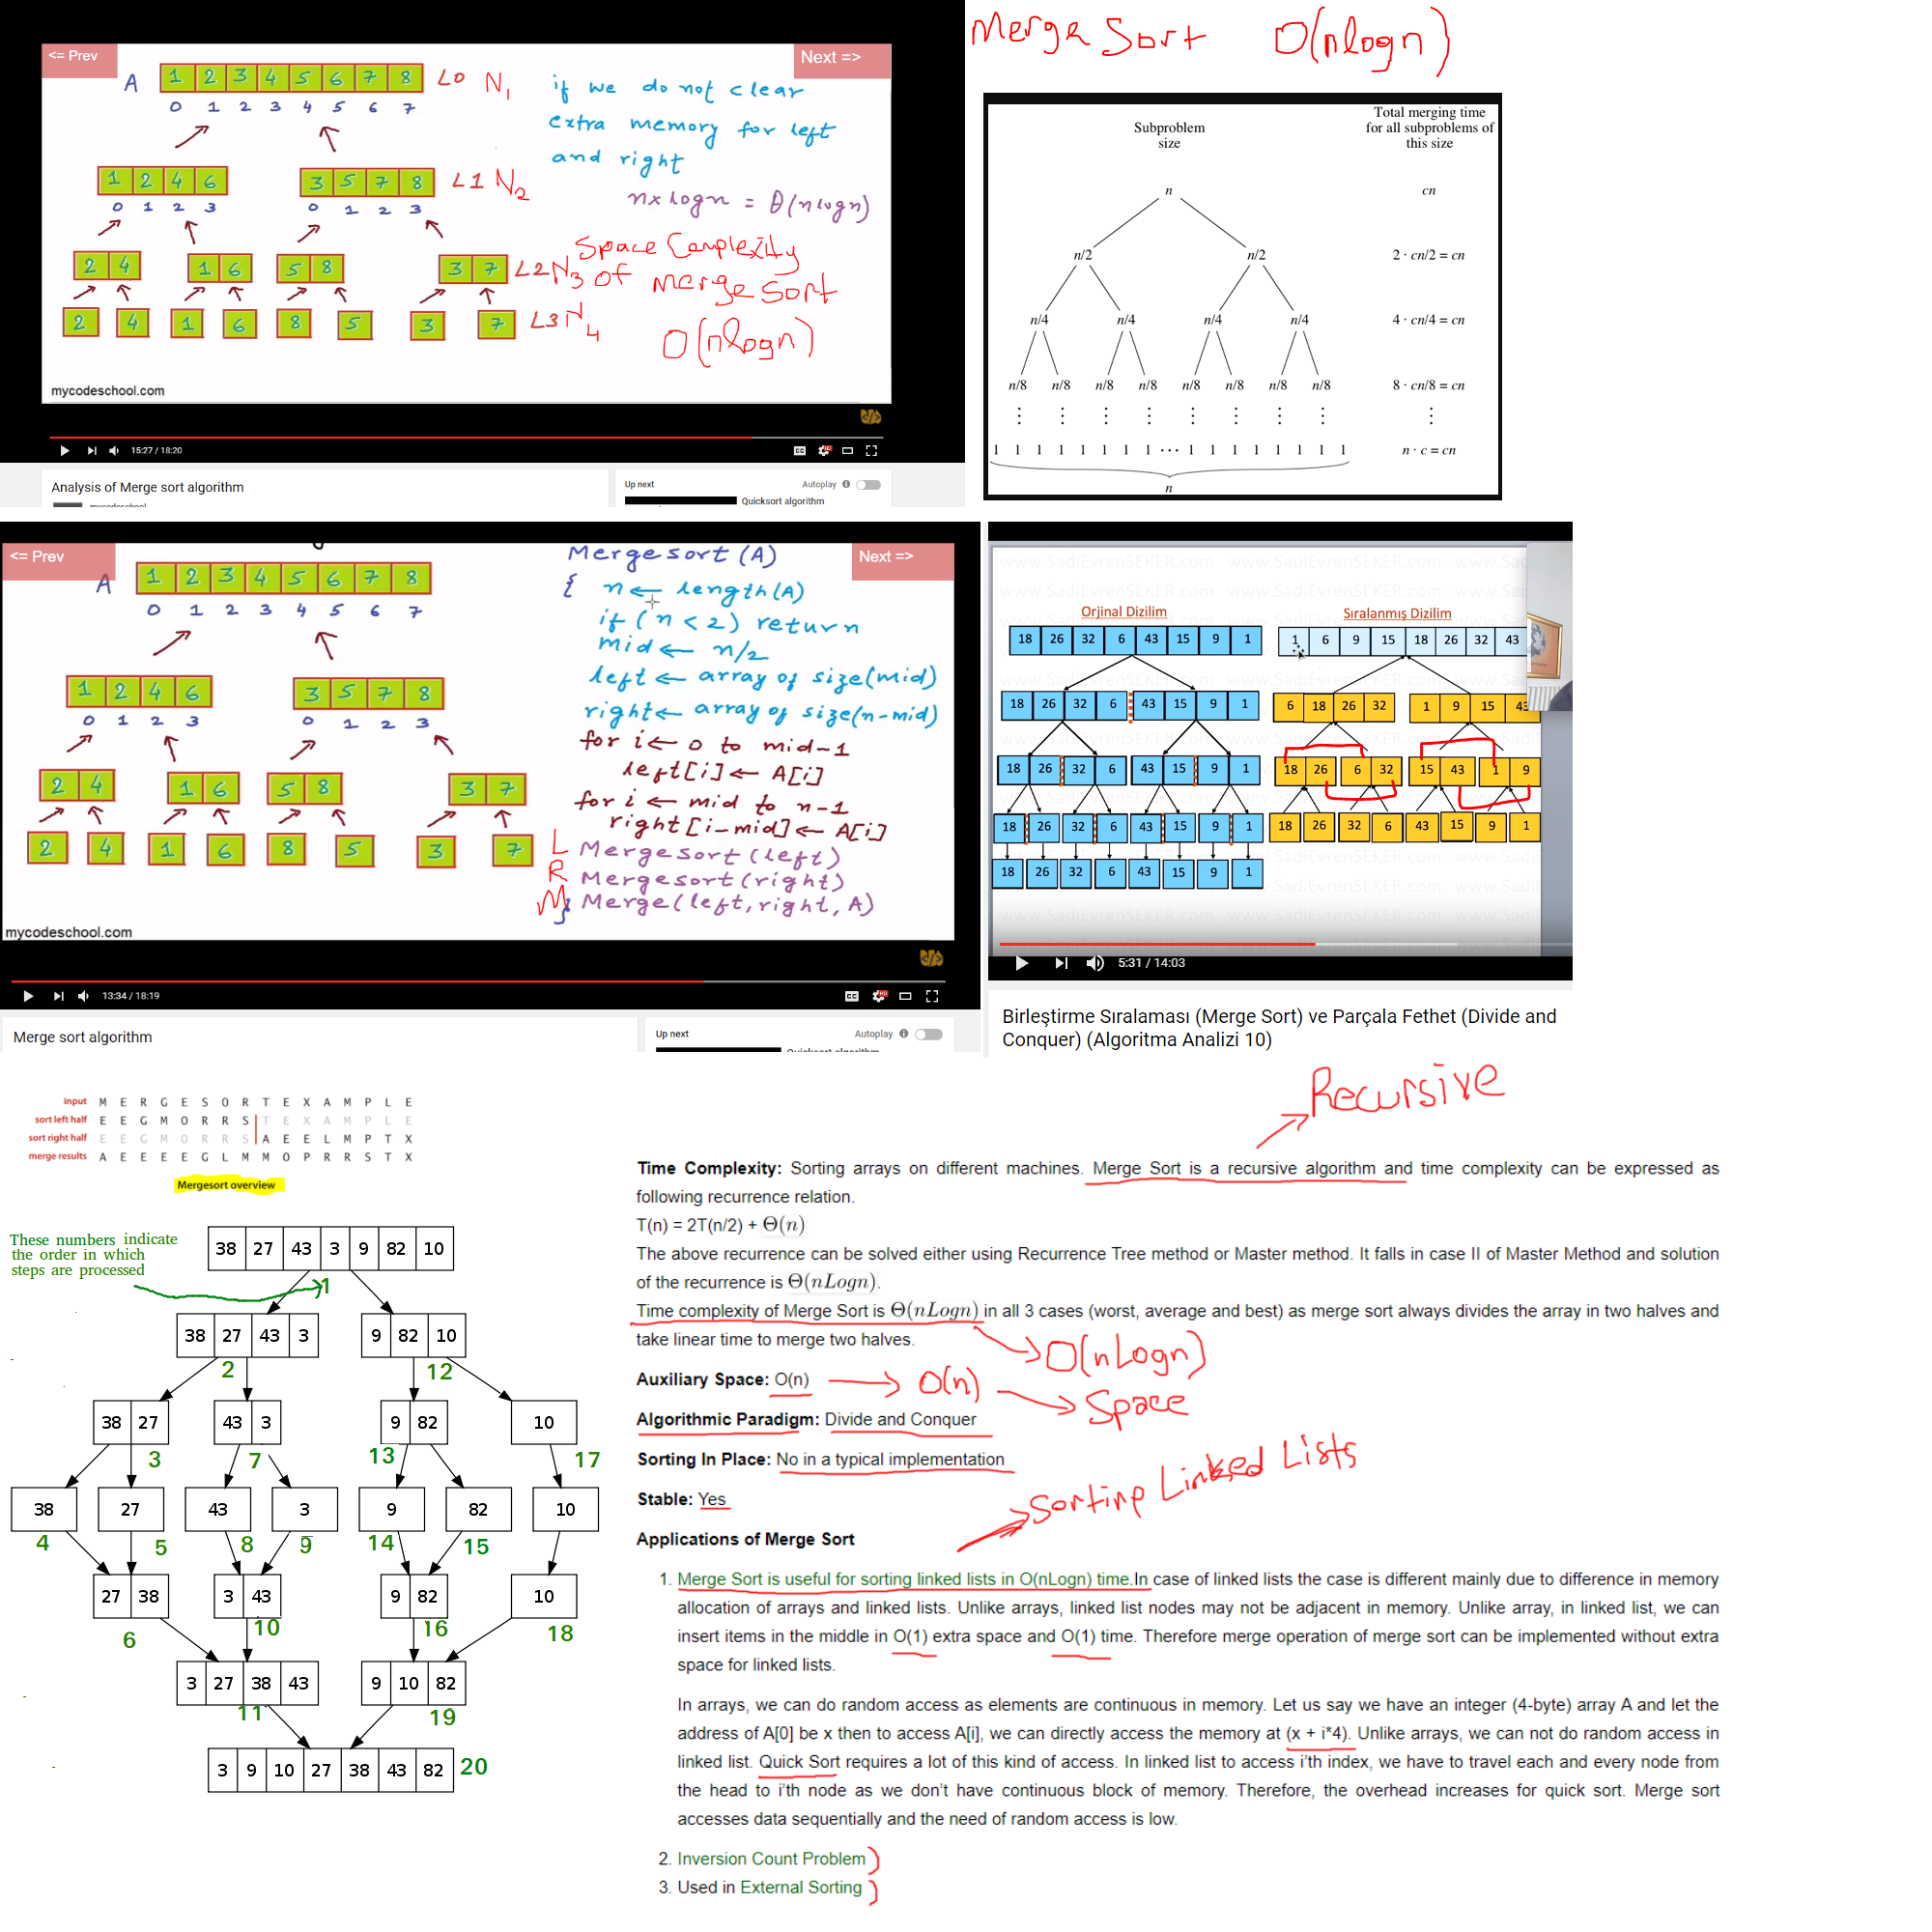 <= Prev
Next =>
A 1 2 3 4 5 6 7 8 L0 N1
0 1 2 3 4 5 6 7
if we do not clear
extra memory for left
and right
1 2 4 6 3 5 7 8 L1 N2
0 1 2 3 0 1 2 3
n x logn = Θ(nlogn)
2 4 1 6 5 8 3 7 L2 N3
Space Complexity
of merge Sort
O(nlogn)
2 4 1 6 8 5 3 7 L3 N4
mycodeschool.com
15:27 / 18:20
Analysis of Merge sort algorithm
mycodeschool
Up next
Autoplay
Quicksort algorithm
Merge Sort O(nlogn)
Subproblem
size
Total merging time
for all subproblems of
this size
n cn
n/2 n/2 2 · cn/2 = cn
n/4 n/4 n/4 n/4 4 · cn/4 = cn
n/8 n/8 n/8 n/8 n/8 n/8 n/8 n/8 8 · cn/8 = cn
1 1 1 1 1 1 1 1 ··· 1 1 1 1 1 1 1 1 n · c = cn
n
<= Prev
Next =>
A 1 2 3 4 5 6 7 8
0 1 2 3 4 5 6 7
1 2 4 6 3 5 7 8
0 1 2 3 0 1 2 3
2 4 1 6 5 8 3 7
2 4 1 6 8 5 3 7
Mergesort (A)
{ n ← length(A)
if (n < 2) return
mid ← n/2
left ← array of size(mid)
right ← array of size(n-mid)
for i ← 0 to mid-1
left[i] ← A[i]
for i ← mid to n-1
right[i-mid] ← A[i]
L Mergesort(left)
R Mergesort(right)
M Merge(left, right, A)
}
mycodeschool.com
13:34 / 18:19
Merge sort algorithm
Up next
Autoplay
Quicksort algorithm
www.SadiEvrenSEKER.com www.SadiEvrenSEKER.com www.Sa
Orjinal Dizilim
Sıralanmış Dizilim
18 26 32 6 43 15 9 1
1 6 9 15 18 26 32 43
18 26 32 6 43 15 9 1
6 18 26 32 1 9 15 43
18 26 32 6 43 15 9 1
18 26 6 32 15 43 1 9
18 26 32 6 43 15 9 1
18 26 32 6 43 15 9 1
18 26 32 6 43 15 9 1
5:31 / 14:03
Birleştirme Sıralaması (Merge Sort) ve Parçala Fethet (Divide and
Conquer) (Algoritma Analizi 10)
input M E R G E S O R T E X A M P L E
sort left half E E G M O R R S T E X A M P L E
sort right half E E G M O R R S A E E L M P T X
merge results A E E E E G L M M O P R R S T X
Mergesort overview
These numbers indicate
the order in which
steps are processed
38 27 43 3 9 82 10
1
38 27 43 3 9 82 10
2 12
38 27 43 3 9 82 10
3 7 13 17
38 27 43 3 9 82 10
4 5 8 9 14 15
27 38 3 43 9 82 10
6 10 16 18
3 27 38 43 9 10 82
11 19
3 9 10 27 38 43 82 20
Recursive
Time Complexity: Sorting arrays on different machines. Merge Sort is a recursive algorithm and time complexity can be expressed as
following recurrence relation.
T(n) = 2T(n/2) + Θ(n)
The above recurrence can be solved either using Recurrence Tree method or Master method. It falls in case II of Master Method and solution
of the recurrence is Θ(nLogn).
Time complexity of Merge Sort is Θ(nLogn) in all 3 cases (worst, average and best) as merge sort always divides the array in two halves and
take linear time to merge two halves.
O(nLogn)
Auxiliary Space: O(n) O(n)
Space
Algorithmic Paradigm: Divide and Conquer
Sorting In Place: No in a typical implementation
Stable: Yes
Sorting Linked Lists
Applications of Merge Sort
1. Merge Sort is useful for sorting linked lists in O(nLogn) time.In case of linked lists the case is different mainly due to difference in memory
allocation of arrays and linked lists. Unlike arrays, linked list nodes may not be adjacent in memory. Unlike array, in linked list, we can
insert items in the middle in O(1) extra space and O(1) time. Therefore merge operation of merge sort can be implemented without extra
space for linked lists.
In arrays, we can do random access as elements are continuous in memory. Let us say we have an integer (4-byte) array A and let the
address of A[0] be x then to access A[i], we can directly access the memory at (x + i*4). Unlike arrays, we can not do random access in
linked list. Quick Sort requires a lot of this kind of access. In linked list to access i'th index, we have to travel each and every node from
the head to i'th node as we don't have continuous block of memory. Therefore, the overhead increases for quick sort. Merge sort
accesses data sequentially and the need of random access is low.
2. Inversion Count Problem
3. Used in External Sorting